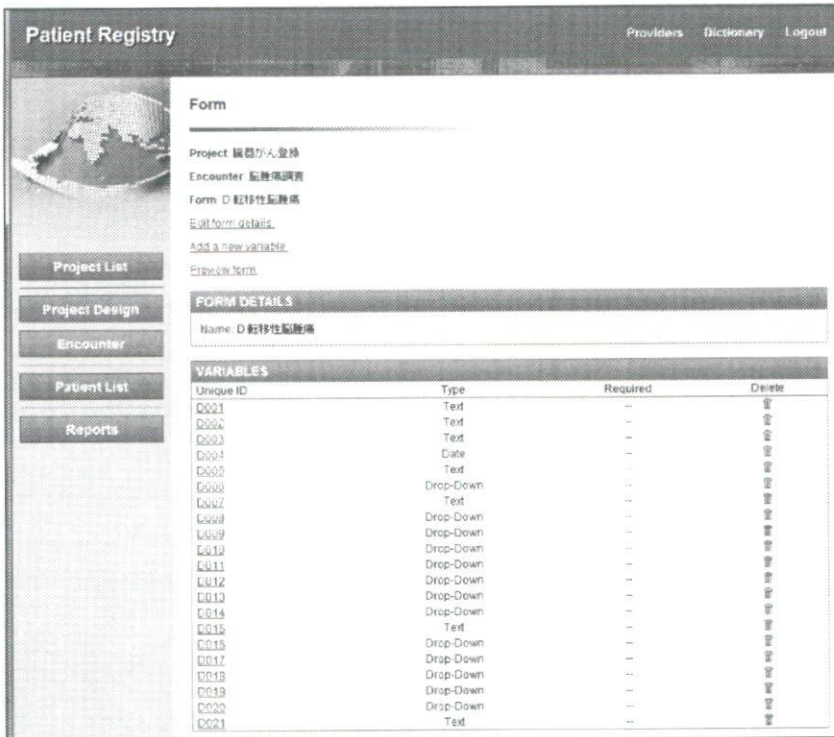 Patient Registry
Providers Dictionary Logout
Form
Project: 臓器がん登録
Encounter: 脳腫瘍調査
Form: D 転移性脳腫瘍
Edit form details.
Add a new variable.
Preview form.
Project List
Project Design
Encounter
Patient List
Reports
FORM DETAILS
Name: D 転移性脳腫瘍
VARIABLES
Unique ID Type Required Delete
D001 Text --
D002 Text --
D003 Text --
D004 Date --
D005 Text --
D006 Drop-Down --
D007 Text --
D008 Drop-Down --
D009 Drop-Down --
D010 Drop-Down --
D011 Drop-Down --
D012 Drop-Down --
D013 Drop-Down --
D014 Drop-Down --
D015 Text --
D016 Drop-Down --
D017 Drop-Down --
D018 Drop-Down --
D019 Drop-Down --
D020 Drop-Down --
D021 Text --